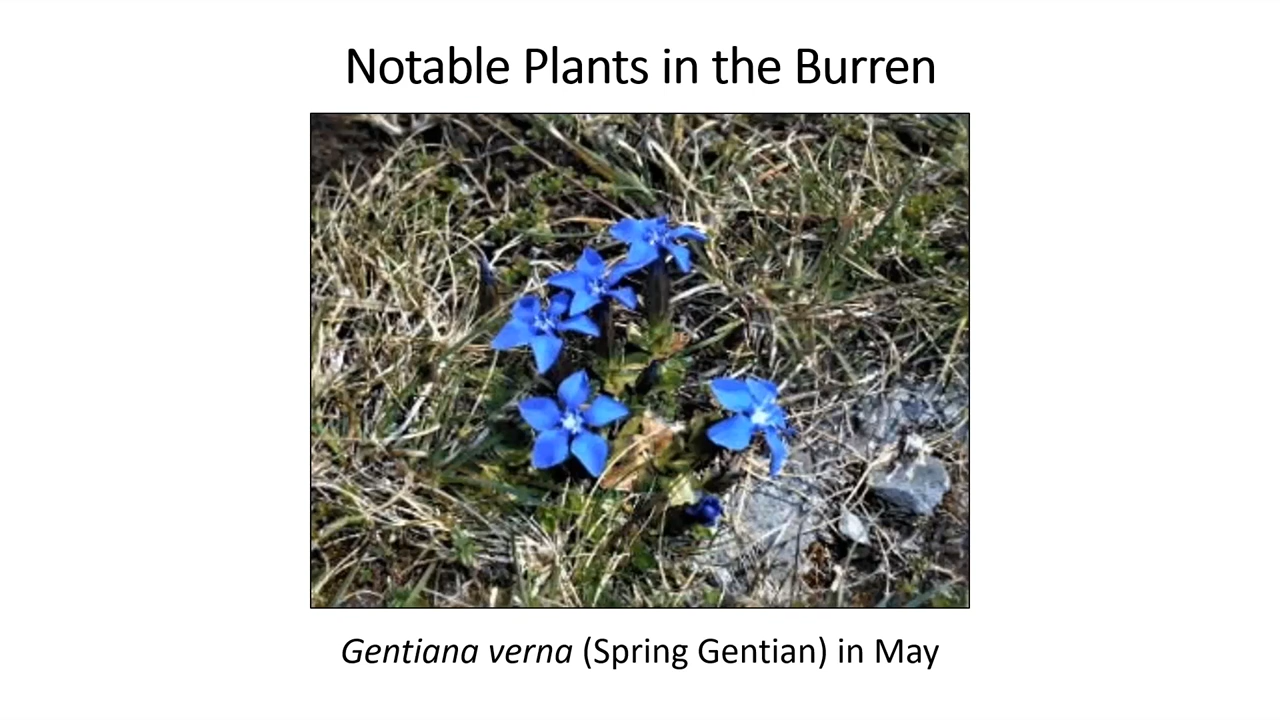 Notable Plants in the Burren
Gentiana verna (Spring Gentian) in May